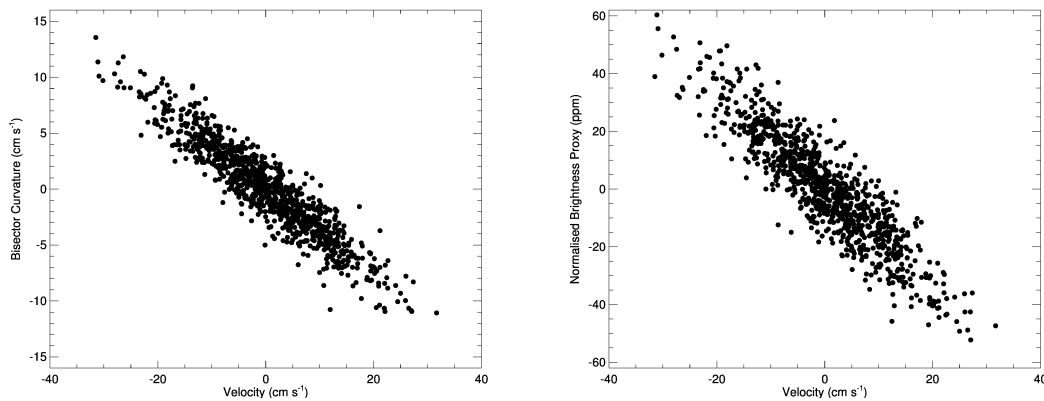 15
10
5
0
-5
-10
-15
-40 -20 0 20 40
Velocity (cm s⁻¹)
Bisector Curvature (cm s⁻¹)
60
40
20
0
-20
-40
-60
-40 -20 0 20 40
Velocity (cm s⁻¹)
Normalised Brightness Proxy (ppm)